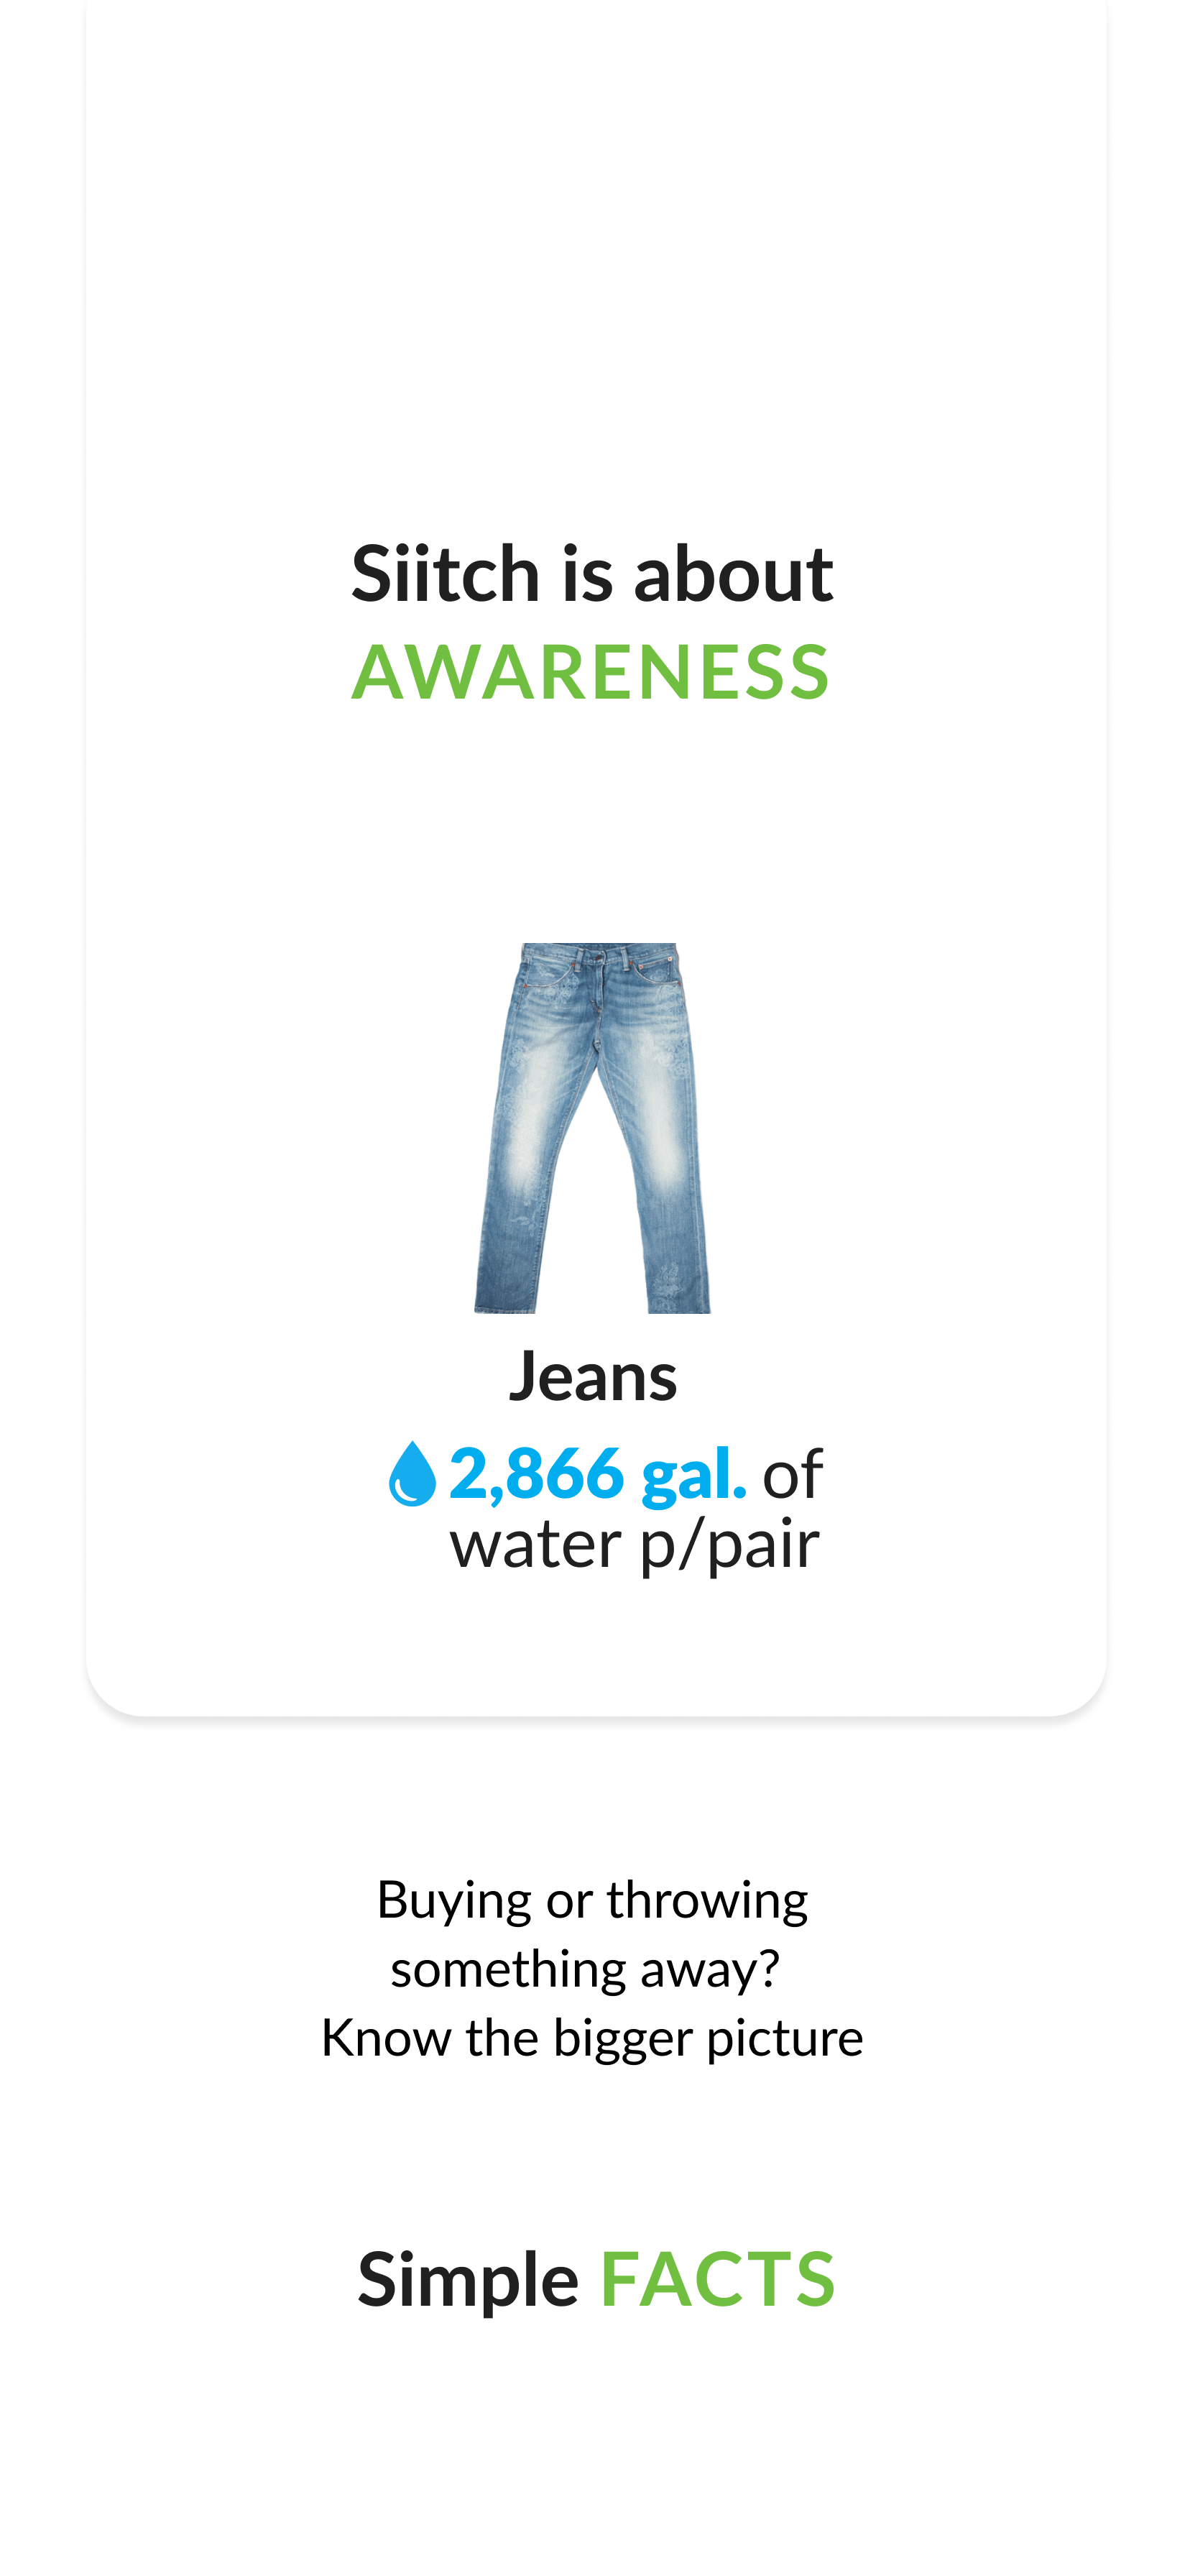 Siitch is about
AWARENESS
Jeans
2,866 gal. of
water p/pair
Buying or throwing
something away?
Know the bigger picture
Simple FACTS